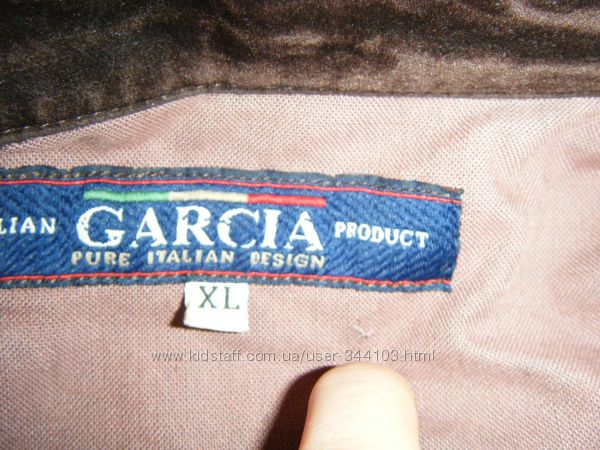 LIAN GARCIA PRODUCT
PURE ITALIAN DESIGN
XL
www.kidstaff.com.ua/user-344103.html